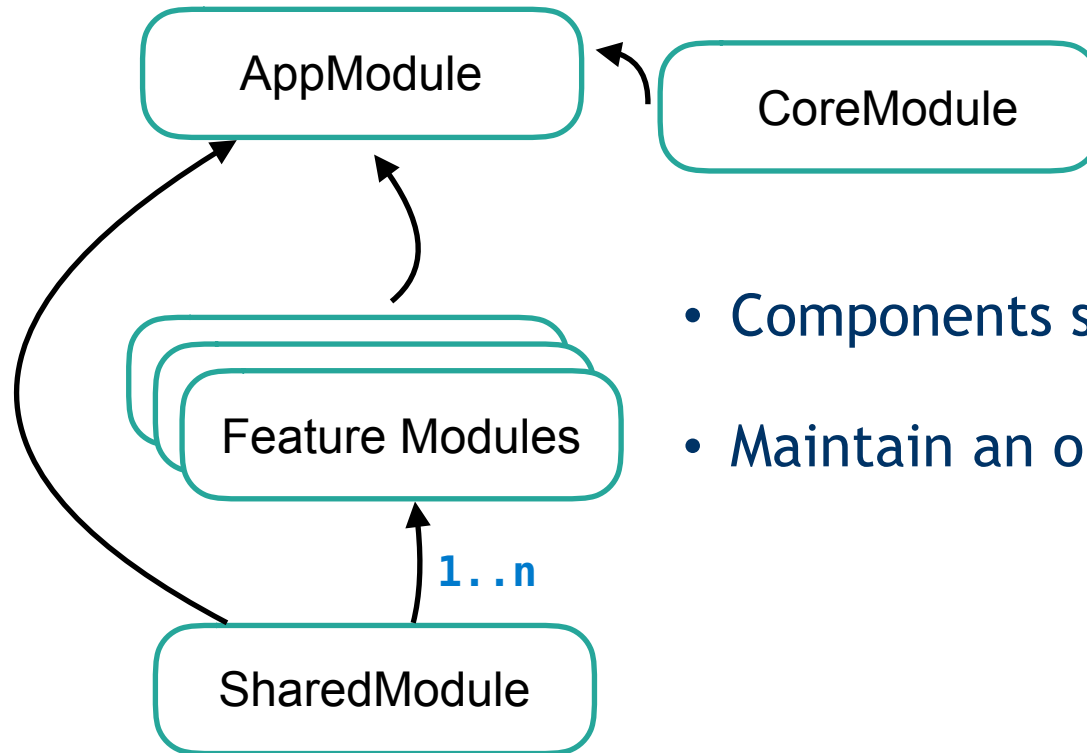 AppModule
CoreModule
• Components s
• Maintain an o
Feature Modules
1..n
SharedModule